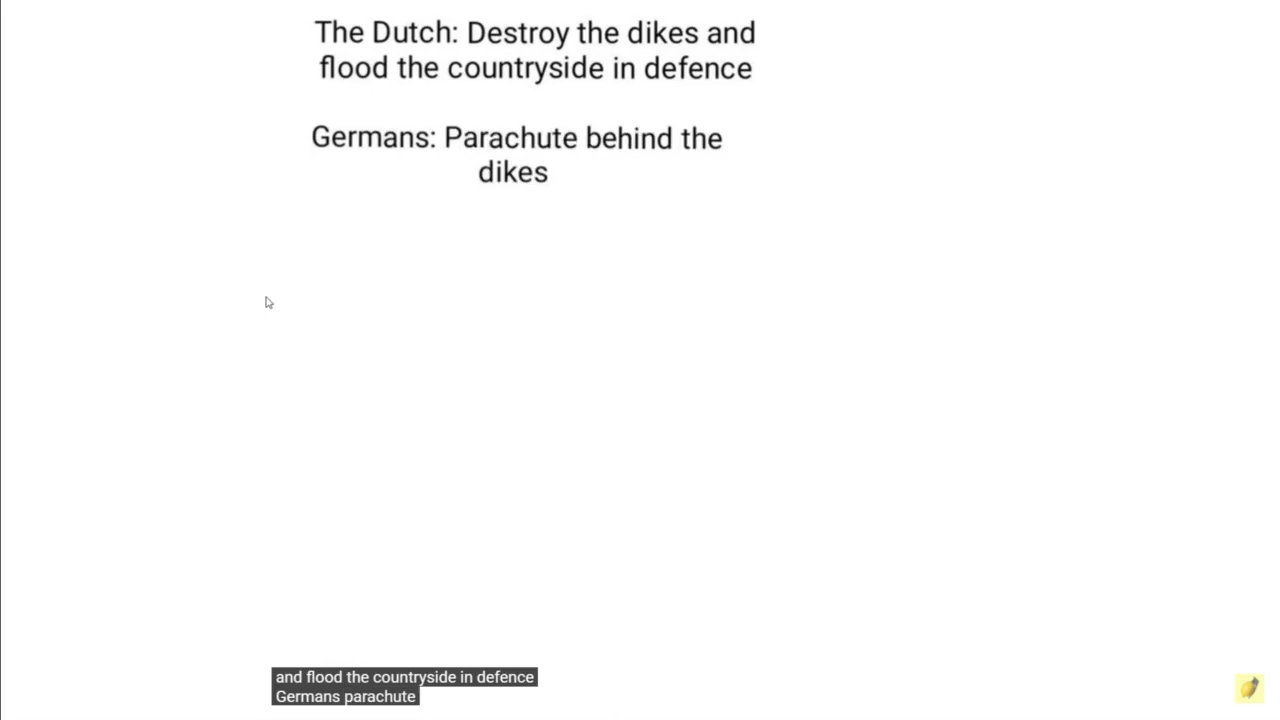 The Dutch: Destroy the dikes and
flood the countryside in defence
Germans: Parachute behind the
dikes
and flood the countryside in defence
Germans parachute